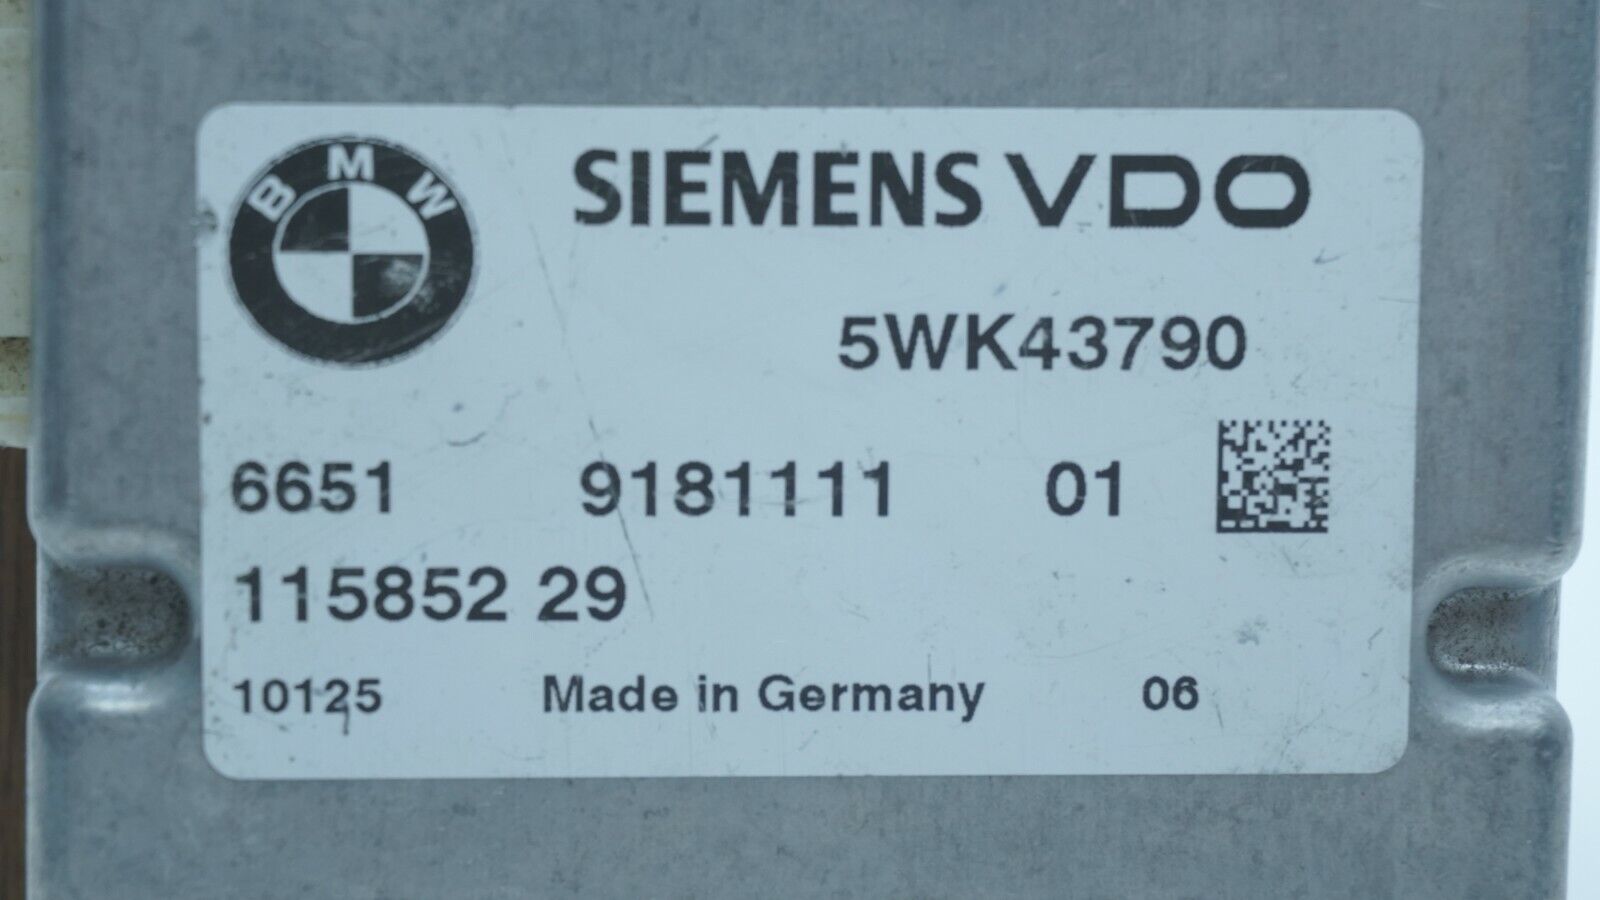 BMW
SIEMENS VDO
5WK43790
6651 9181111 01
115852 29
10125 Made in Germany 06